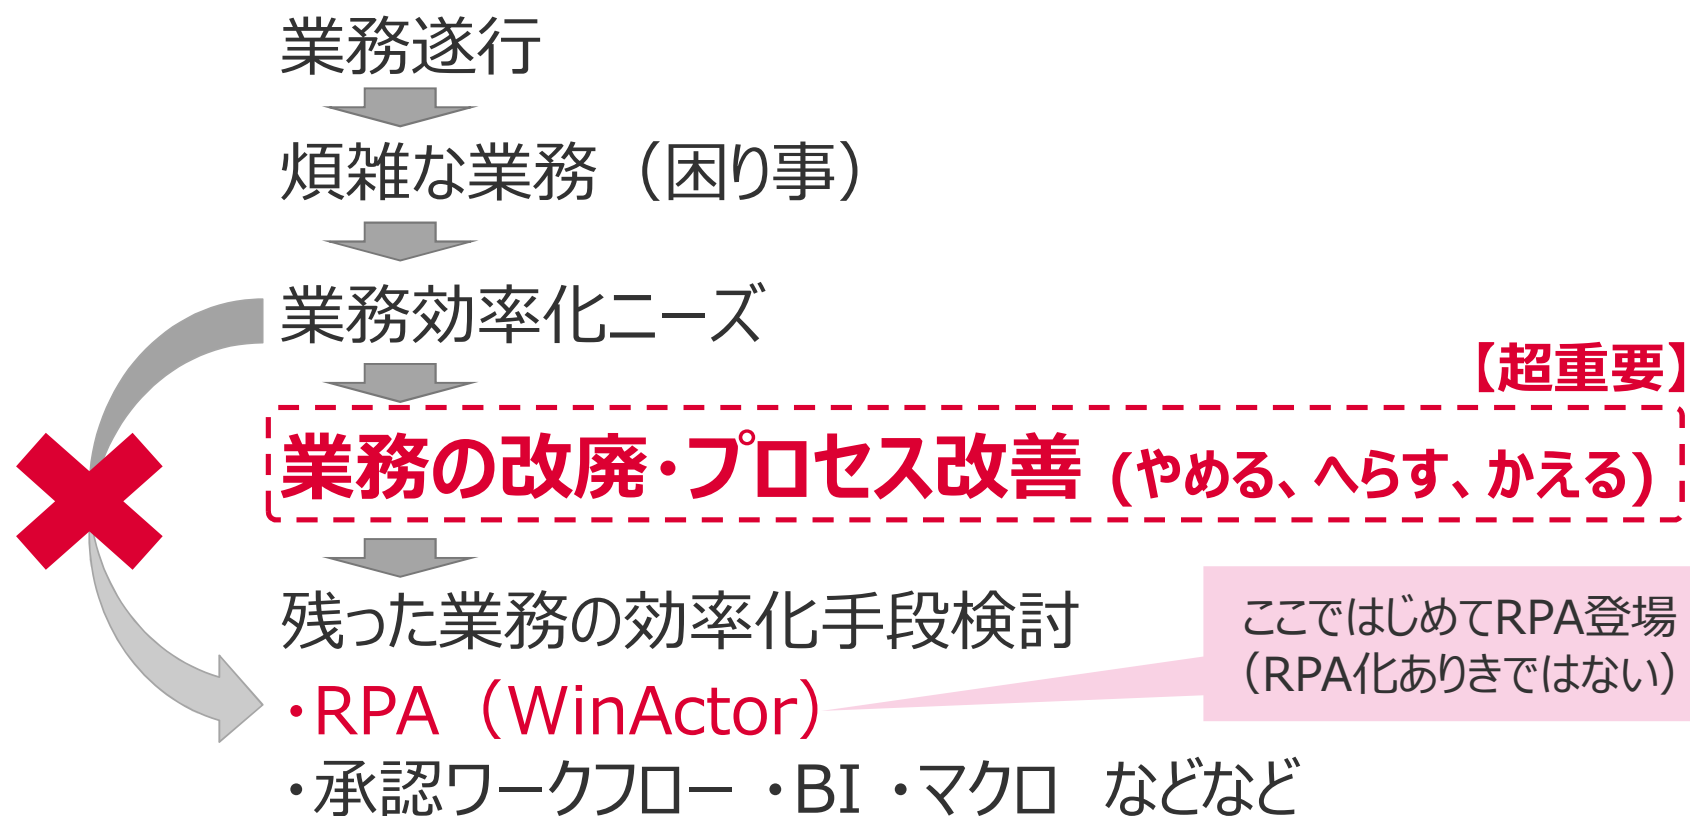 業務遂行
煩雑な業務（困り事）
業務効率化ニーズ
【超重要】
業務の改廃・プロセス改善 (やめる、へらす、かえる)
残った業務の効率化手段検討
ここではじめてRPA登場
（RPA化ありきではない）
・RPA（WinActor）
・承認ワークフロー ・BI ・マクロ　などなど